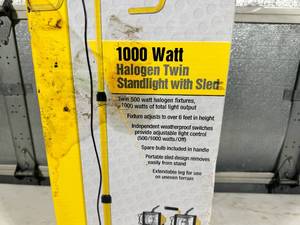 1000 Watt
Halogen Twin
Standlight with Sled
Twin 500 watt halogen fixtures,
1000 watts of total light output
Fixture adjusts to over 6 feet in height
Independent weatherproof switches
provide adjustable light control
(500/1000 watts/Off)
Spare bulb included in handle
Portable sled design removes
easily from stand
Extendable leg for use
on uneven terrain